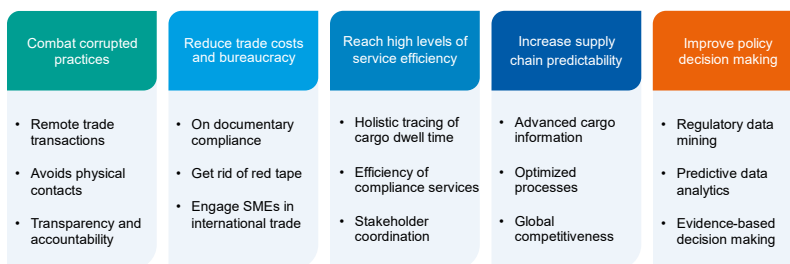 Combat corrupted
practices
• Remote trade
transactions
• Avoids physical
contacts
• Transparency and
accountability
Reduce trade costs
and bureaucracy
• On documentary
compliance
• Get rid of red tape
• Engage SMEs in
international trade
Reach high levels of
service efficiency
• Holistic tracing of
cargo dwell time
• Efficiency of
compliance services
• Stakeholder
coordination
Increase supply
chain predictability
• Advanced cargo
information
• Optimized
processes
• Global
competitiveness
Improve policy
decision making
• Regulatory data
mining
• Predictive data
analytics
• Evidence-based
decision making